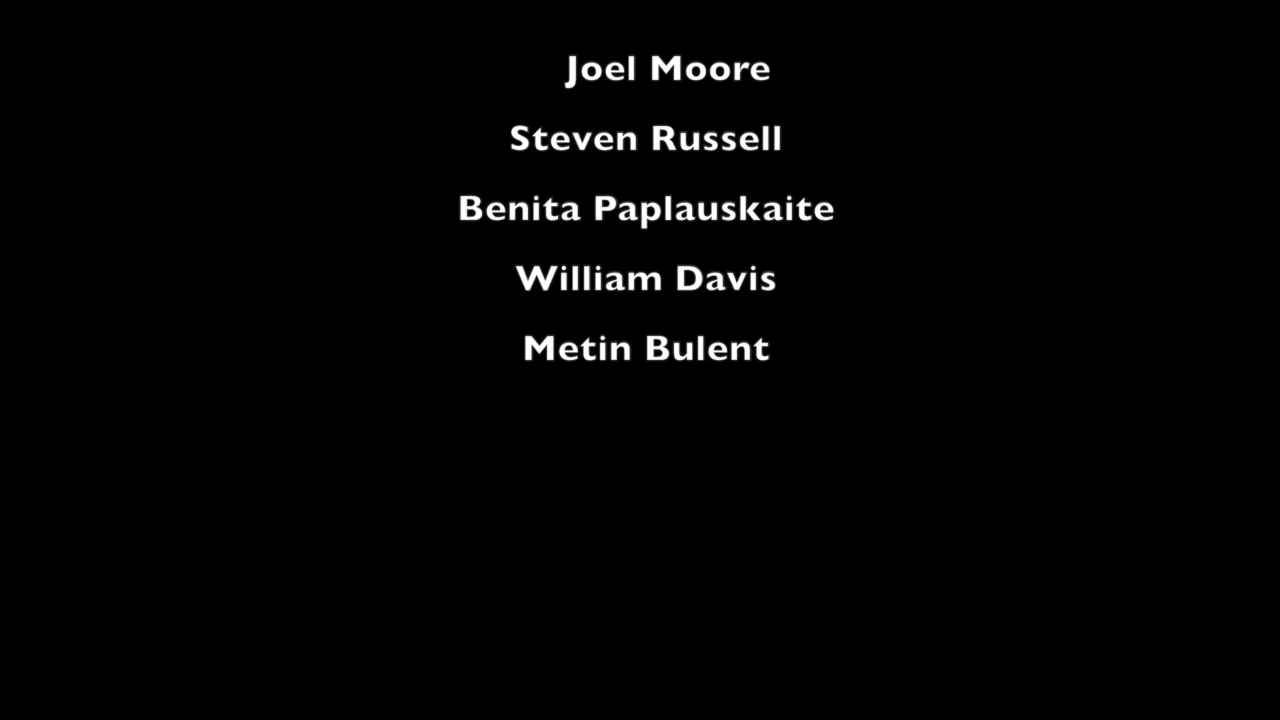 Joel Moore
Steven Russell
Benita Paplauskaite
William Davis
Metin Bulent